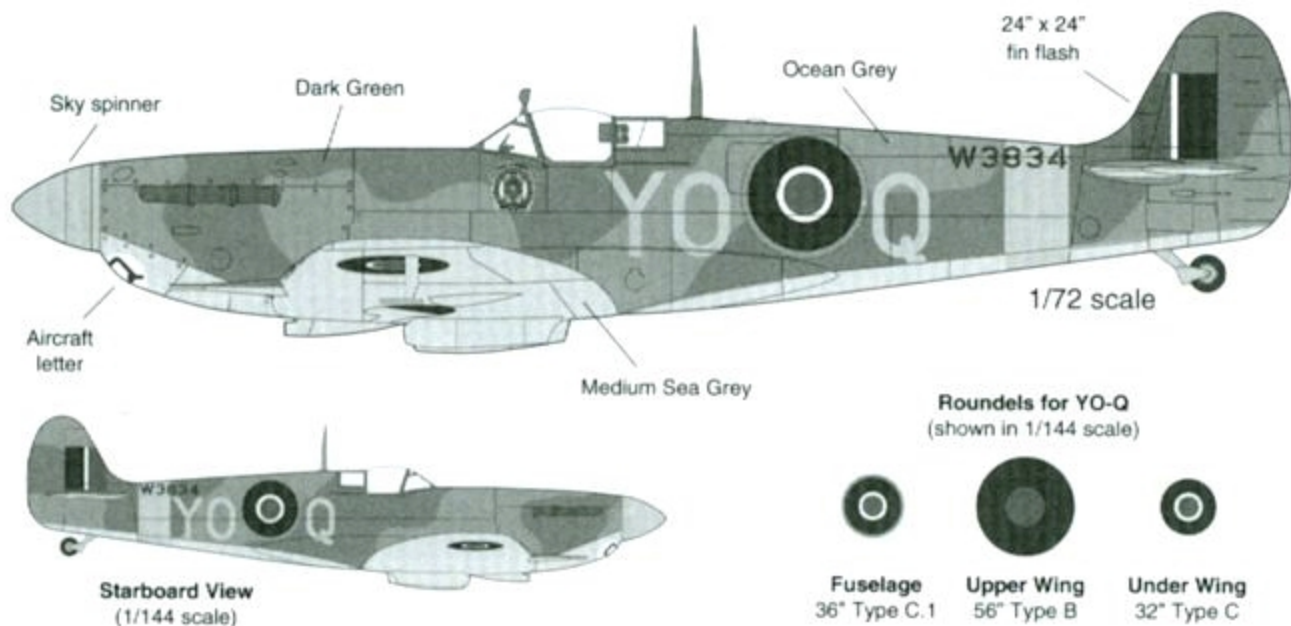 24" x 24"
fin flash
Ocean Grey
Dark Green
Sky spinner
W3834
YO Q
1/72 scale
Aircraft
letter
Medium Sea Grey
Roundels for YO-Q
(shown in 1/144 scale)
W3834
YO Q
Starboard View
(1/144 scale)
Fuselage
36" Type C.1
Upper Wing
56" Type B
Under Wing
32" Type C